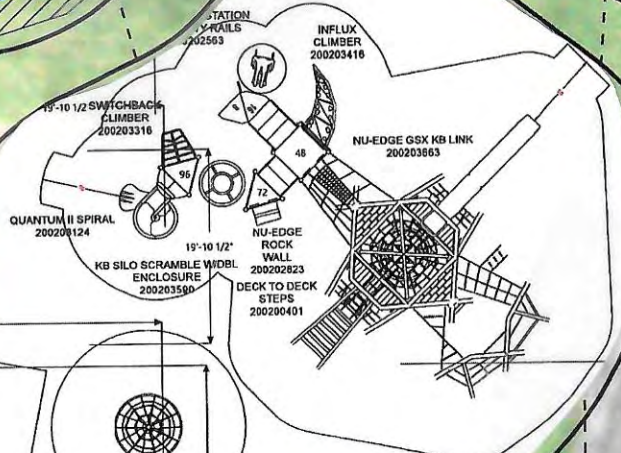 STATION
RAILS
202563
INFLUX
CLIMBER
200203416
19'-10 1/2
SWITCHBACK
CLIMBER
200203316
NU-EDGE GSX KB LINK
200203663
48
96
72
QUANTUM II SPIRAL
200203124
19'-10 1/2"
KB SILO SCRAMBLE W/DBL
ENCLOSURE
200203590
NU-EDGE
ROCK
WALL
200202623
DECK TO DECK
STEPS
200200401